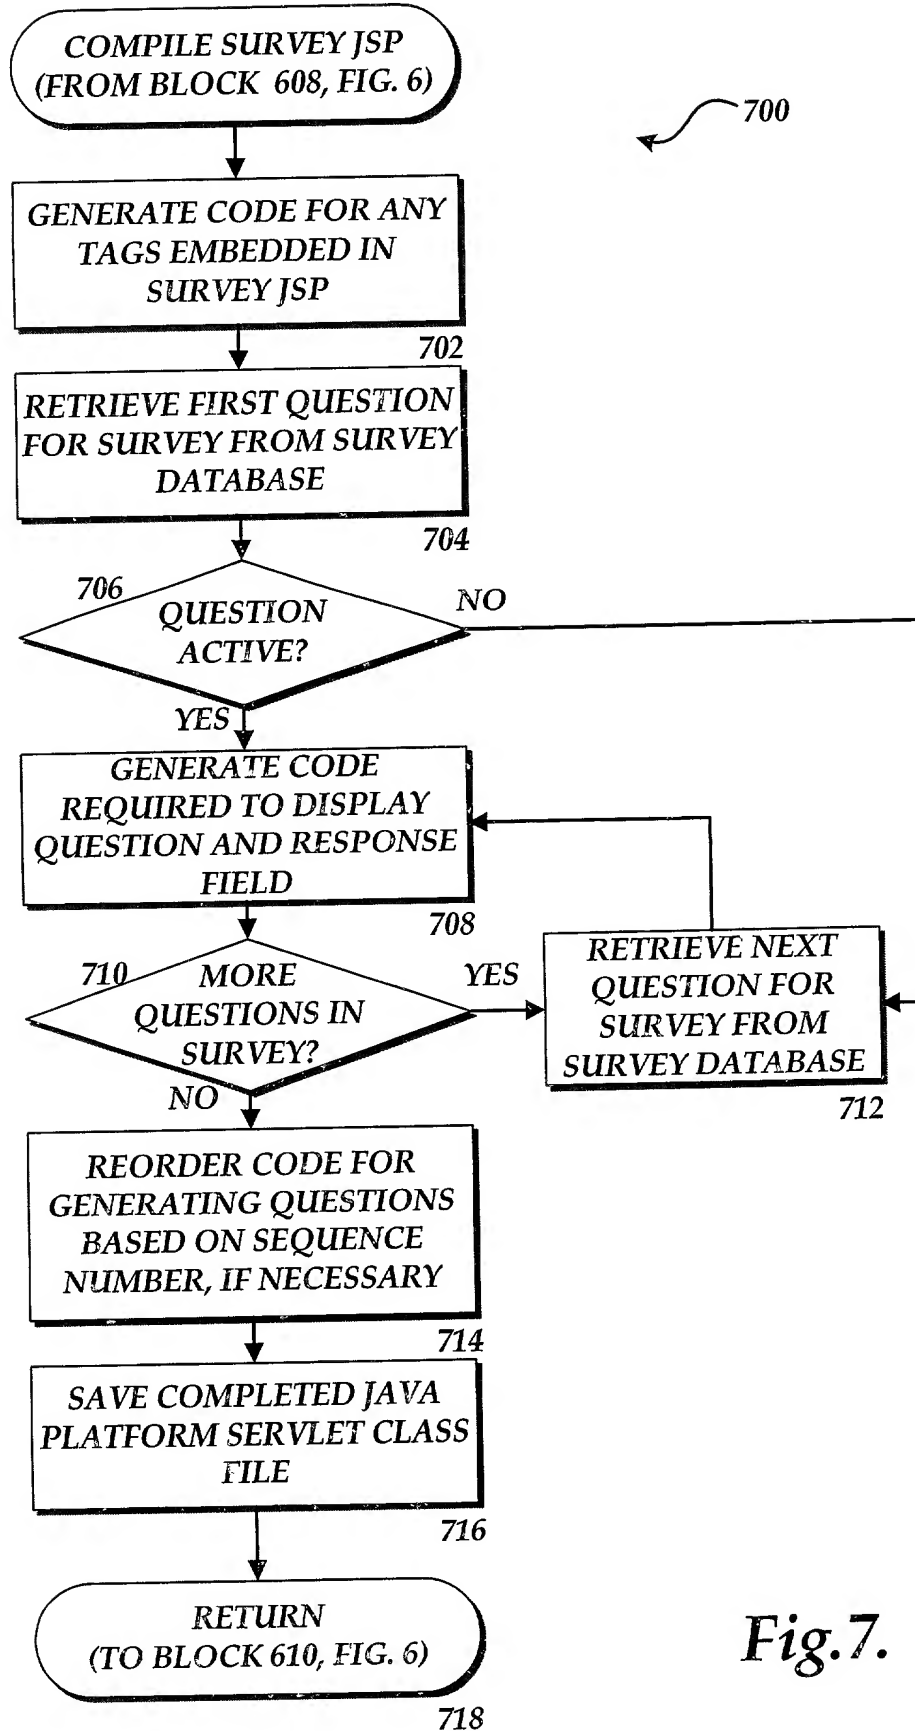 COMPILE SURVEY JSP
(FROM BLOCK 608, FIG. 6)
700
GENERATE CODE FOR ANY
TAGS EMBEDDED IN
SURVEY JSP
702
RETRIEVE FIRST QUESTION
FOR SURVEY FROM SURVEY
DATABASE
704
706
QUESTION
ACTIVE?
NO
YES
GENERATE CODE
REQUIRED TO DISPLAY
QUESTION AND RESPONSE
FIELD
708
710
MORE
QUESTIONS IN
SURVEY?
YES
NO
RETRIEVE NEXT
QUESTION FOR
SURVEY FROM
SURVEY DATABASE
712
REORDER CODE FOR
GENERATING QUESTIONS
BASED ON SEQUENCE
NUMBER, IF NECESSARY
714
SAVE COMPLETED JAVA
PLATFORM SERVLET CLASS
FILE
716
RETURN
(TO BLOCK 610, FIG. 6)
718
Fig.7.